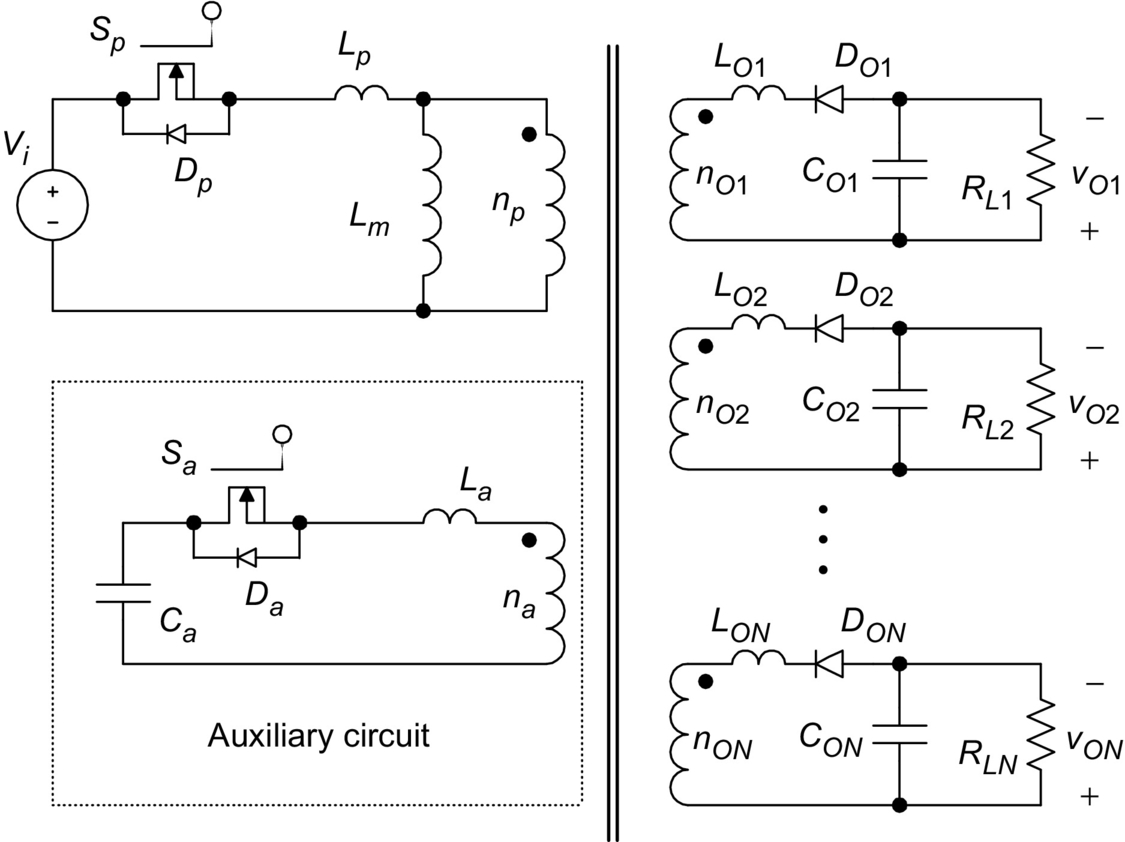 S_p
L_p
V_i
+
−
D_p
L_m
n_p
S_a
L_a
D_a
C_a
n_a
Auxiliary circuit
L_O1
D_O1
n_O1
C_O1
R_L1
−
v_O1
+
L_O2
D_O2
n_O2
C_O2
R_L2
−
v_O2
+
L_ON
D_ON
n_ON
C_ON
R_LN
−
v_ON
+